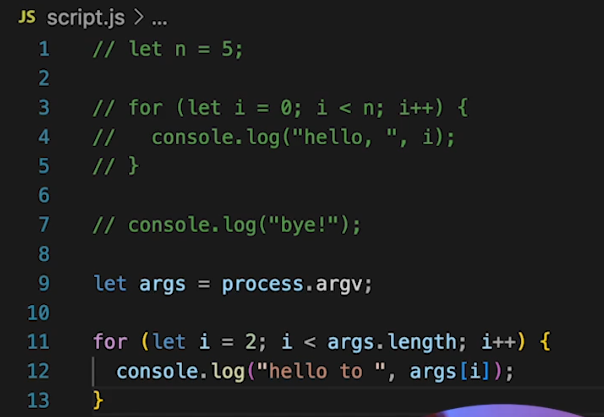 JS script.js > ...
1 // let n = 5;
2
3 // for (let i = 0; i < n; i++) {
4 //   console.log("hello, ", i);
5 // }
6
7 // console.log("bye!");
8
9 let args = process.argv;
10
11 for (let i = 2; i < args.length; i++) {
12   console.log("hello to ", args[i]);
13 }